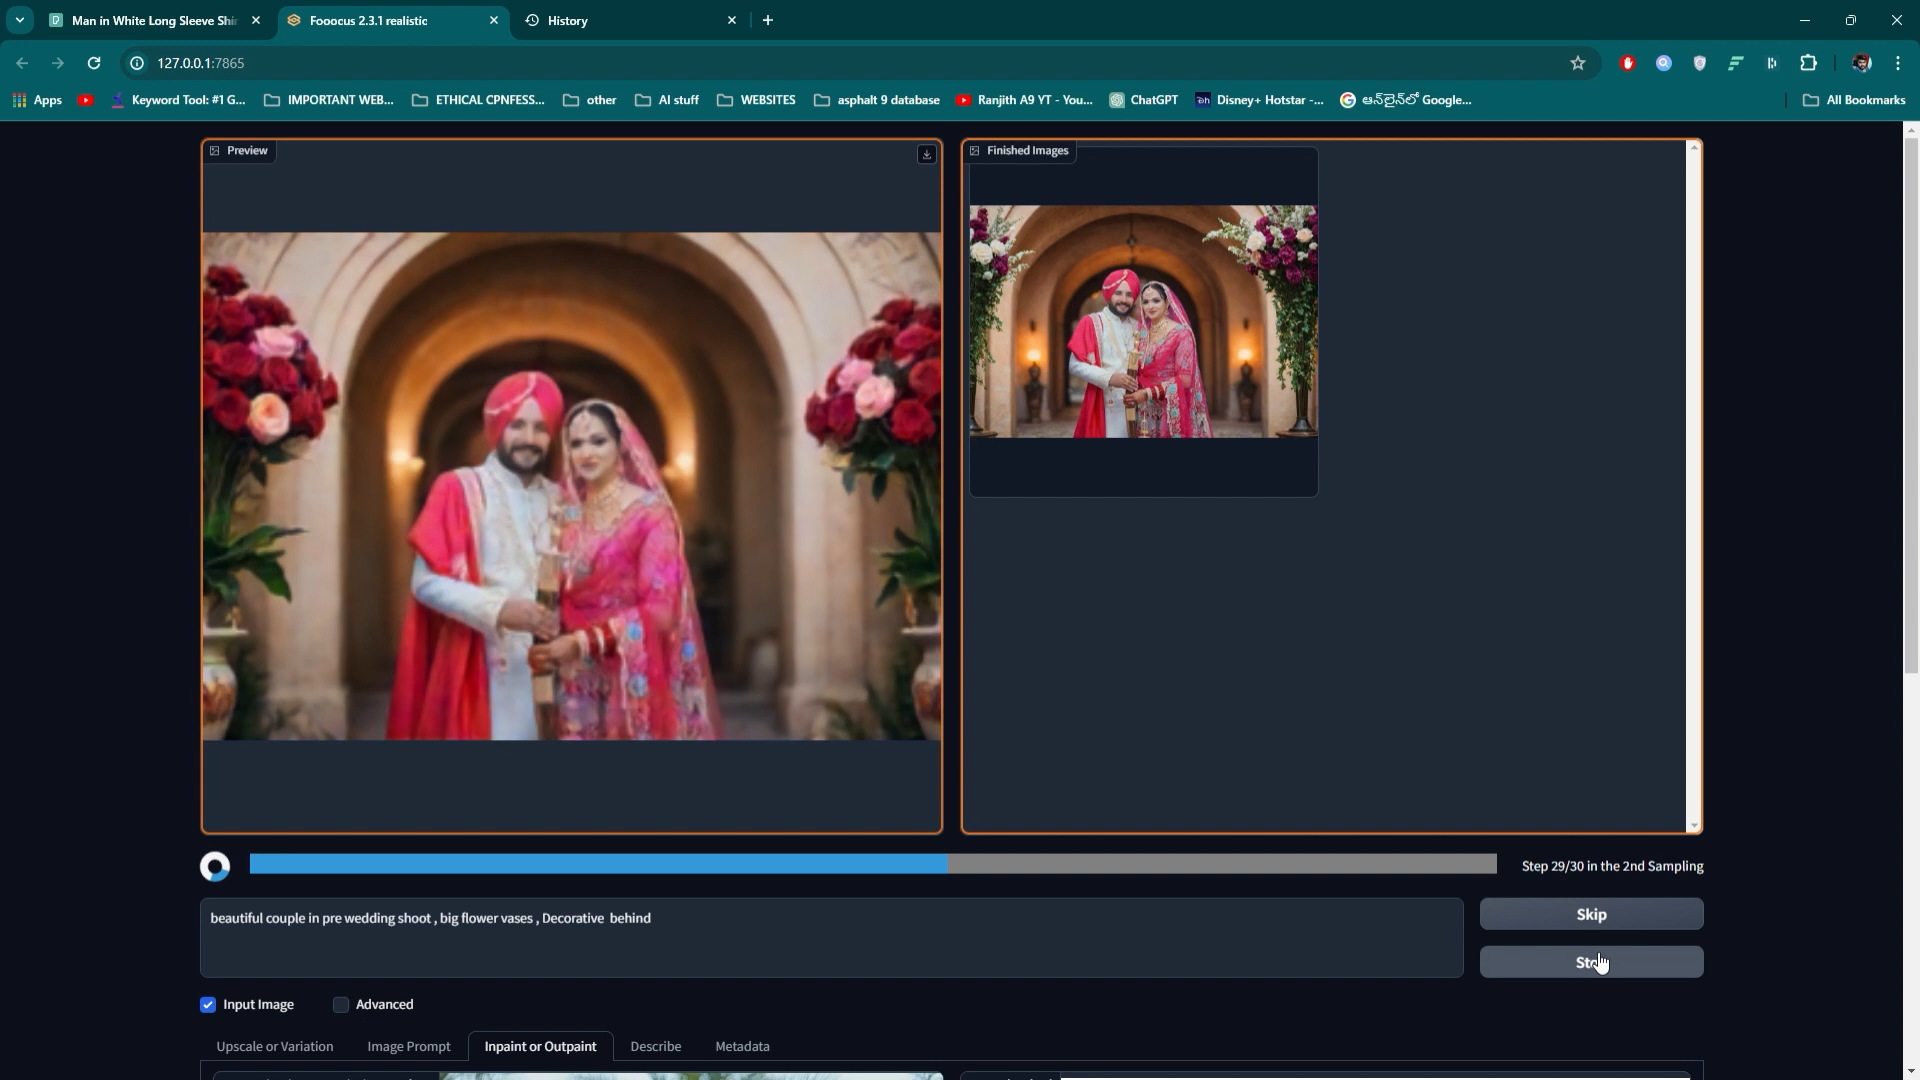 Man in White Long Sleeve Shi
Fooocus 2.3.1 realistic
History
127.0.0.1:7865
Apps
Keyword Tool: #1 G...
IMPORTANT WEB...
ETHICAL CPNFESS...
other
AI stuff
WEBSITES
asphalt 9 database
Ranjith A9 YT - You...
ChatGPT
Disney+ Hotstar -...
ఆన్‌లైన్‌లో Google...
All Bookmarks
Preview
Finished Images
Step 29/30 in the 2nd Sampling
beautiful couple in pre wedding shoot , big flower vases , Decorative behind
Skip
Input Image
Advanced
Upscale or Variation
Image Prompt
Inpaint or Outpaint
Describe
Metadata